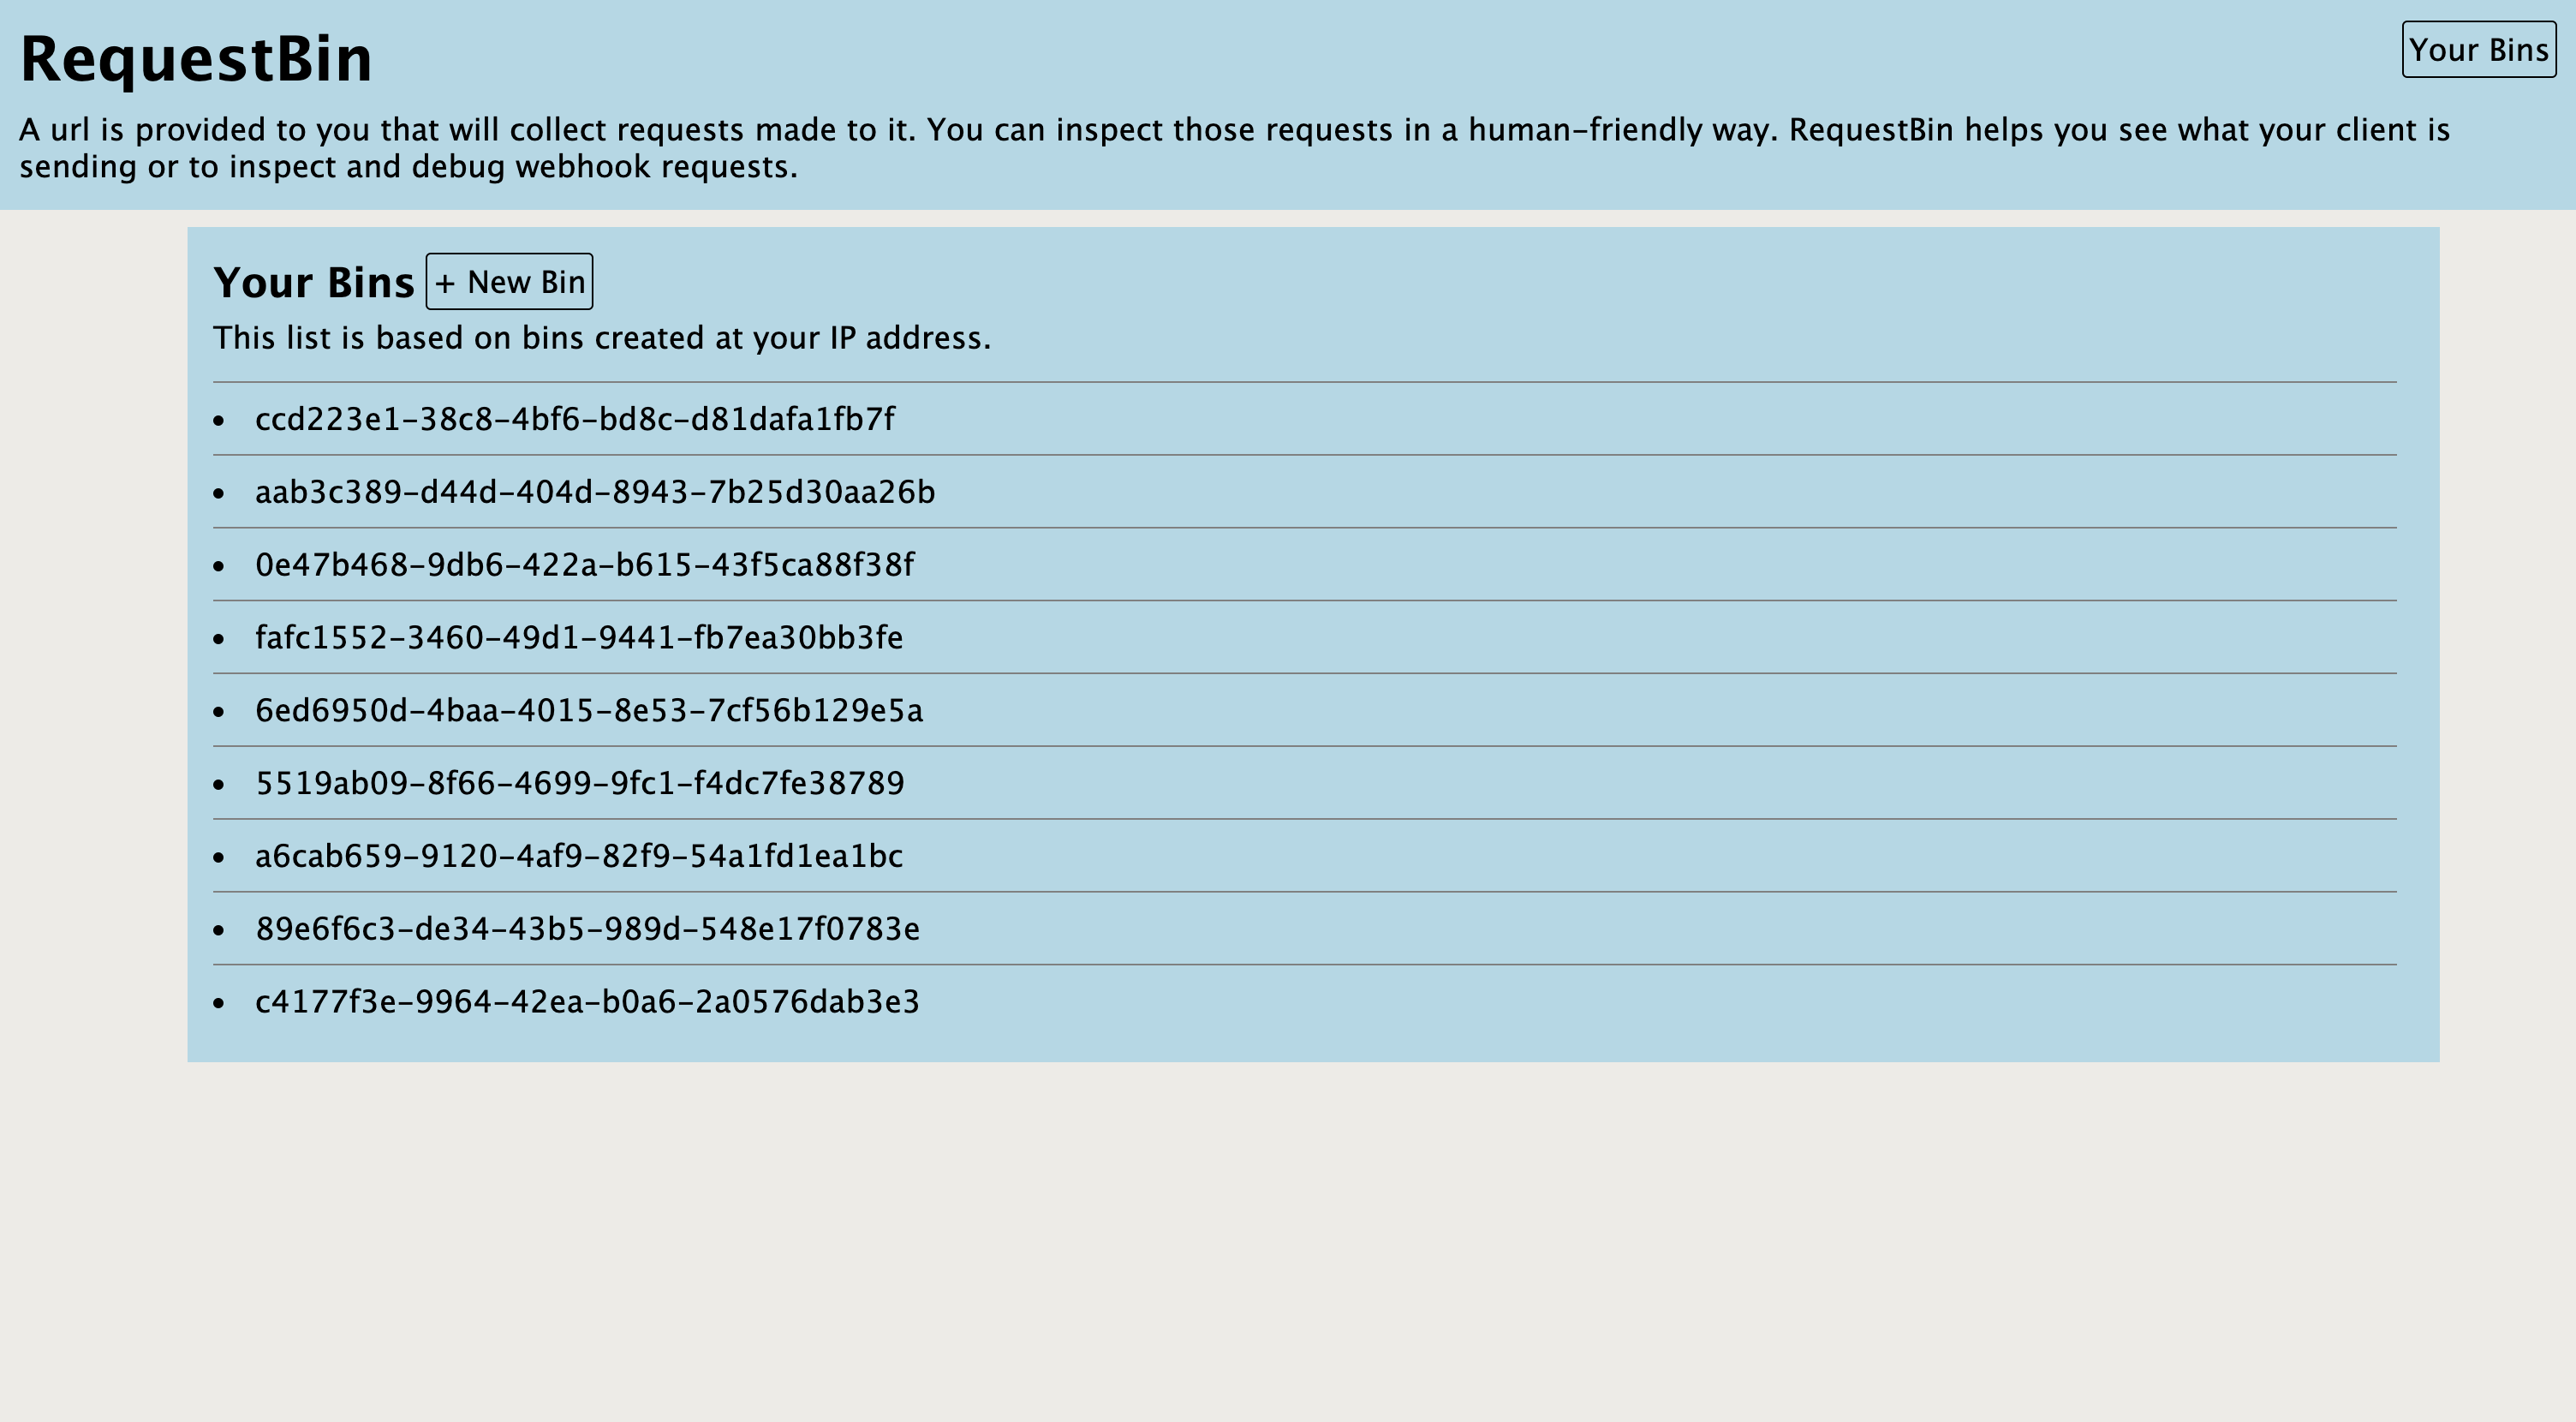 RequestBin
Your Bins
A url is provided to you that will collect requests made to it. You can inspect those requests in a human-friendly way. RequestBin helps you see what your client is
sending or to inspect and debug webhook requests.
Your Bins + New Bin
This list is based on bins created at your IP address.
ccd223e1-38c8-4bf6-bd8c-d81dafa1fb7f
aab3c389-d44d-404d-8943-7b25d30aa26b
0e47b468-9db6-422a-b615-43f5ca88f38f
fafc1552-3460-49d1-9441-fb7ea30bb3fe
6ed6950d-4baa-4015-8e53-7cf56b129e5a
5519ab09-8f66-4699-9fc1-f4dc7fe38789
a6cab659-9120-4af9-82f9-54a1fd1ea1bc
89e6f6c3-de34-43b5-989d-548e17f0783e
c4177f3e-9964-42ea-b0a6-2a0576dab3e3